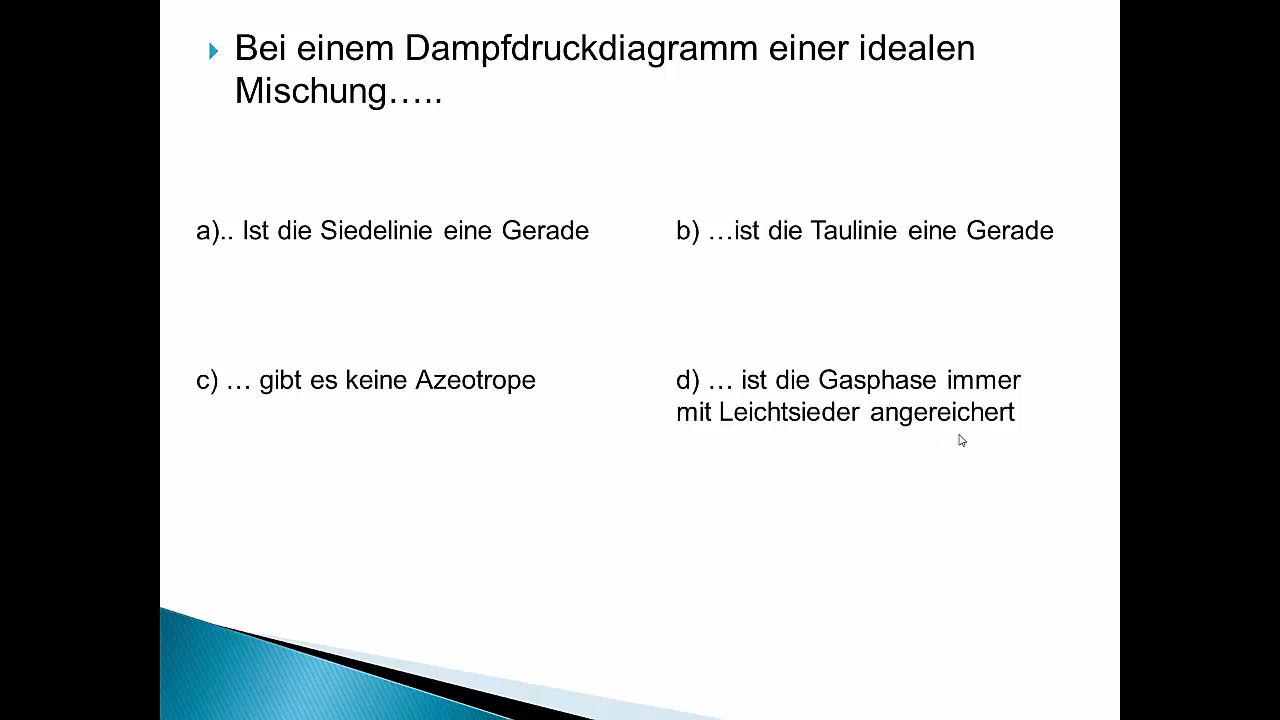 Bei einem Dampfdruckdiagramm einer idealen
Mischung…..
a).. Ist die Siedelinie eine Gerade
b) …ist die Taulinie eine Gerade
c) … gibt es keine Azeotrope
d) … ist die Gasphase immer
mit Leichtsieder angereichert